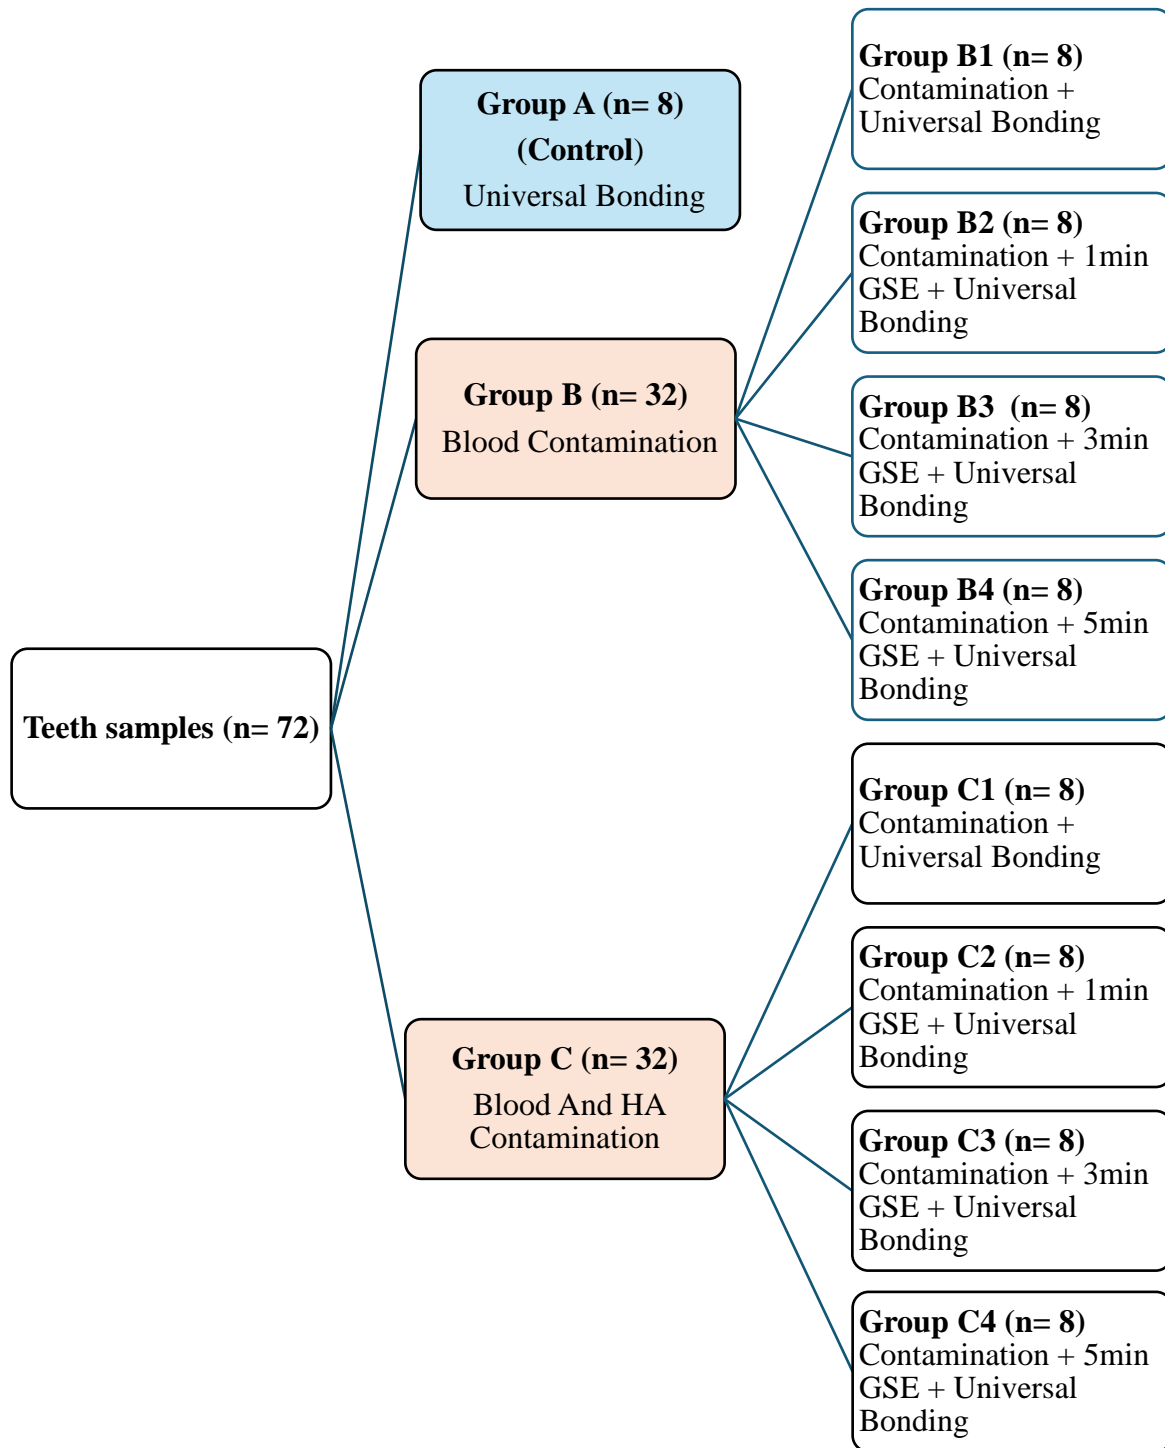 Teeth samples (n= 72)
Group A (n= 8)
(Control)
Universal Bonding
Group B (n= 32)
Blood Contamination
Group C (n= 32)
Blood And HA
Contamination
Group B1 (n= 8)
Contamination +
Universal Bonding
Group B2 (n= 8)
Contamination + 1min
GSE + Universal
Bonding
Group B3 (n= 8)
Contamination + 3min
GSE + Universal
Bonding
Group B4 (n= 8)
Contamination + 5min
GSE + Universal
Bonding
Group C1 (n= 8)
Contamination +
Universal Bonding
Group C2 (n= 8)
Contamination + 1min
GSE + Universal
Bonding
Group C3 (n= 8)
Contamination + 3min
GSE + Universal
Bonding
Group C4 (n= 8)
Contamination + 5min
GSE + Universal
Bonding